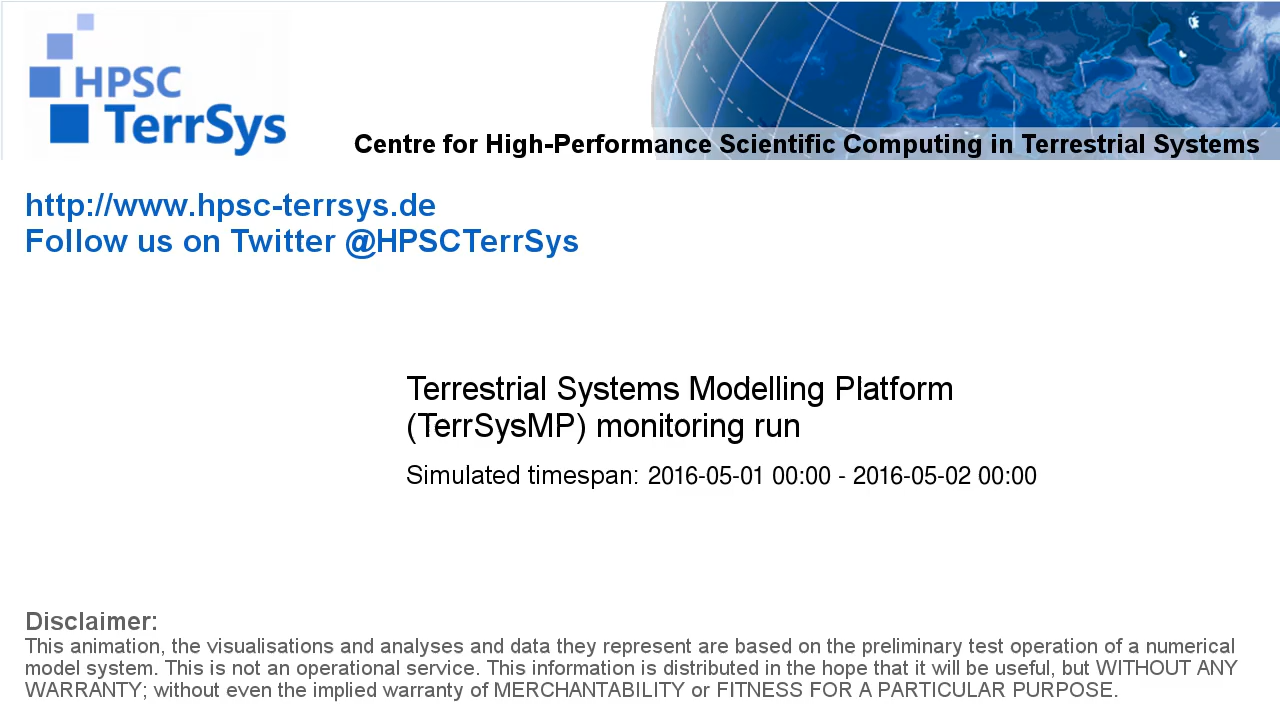 HPSC
TerrSys
Centre for High-Performance Scientific Computing in Terrestrial Systems
http://www.hpsc-terrsys.de
Follow us on Twitter @HPSCTerrSys
Terrestrial Systems Modelling Platform
(TerrSysMP) monitoring run
Simulated timespan: 2016-05-01 00:00 - 2016-05-02 00:00
Disclaimer:
This animation, the visualisations and analyses and data they represent are based on the preliminary test operation of a numerical
model system. This is not an operational service. This information is distributed in the hope that it will be useful, but WITHOUT ANY
WARRANTY; without even the implied warranty of MERCHANTABILITY or FITNESS FOR A PARTICULAR PURPOSE.